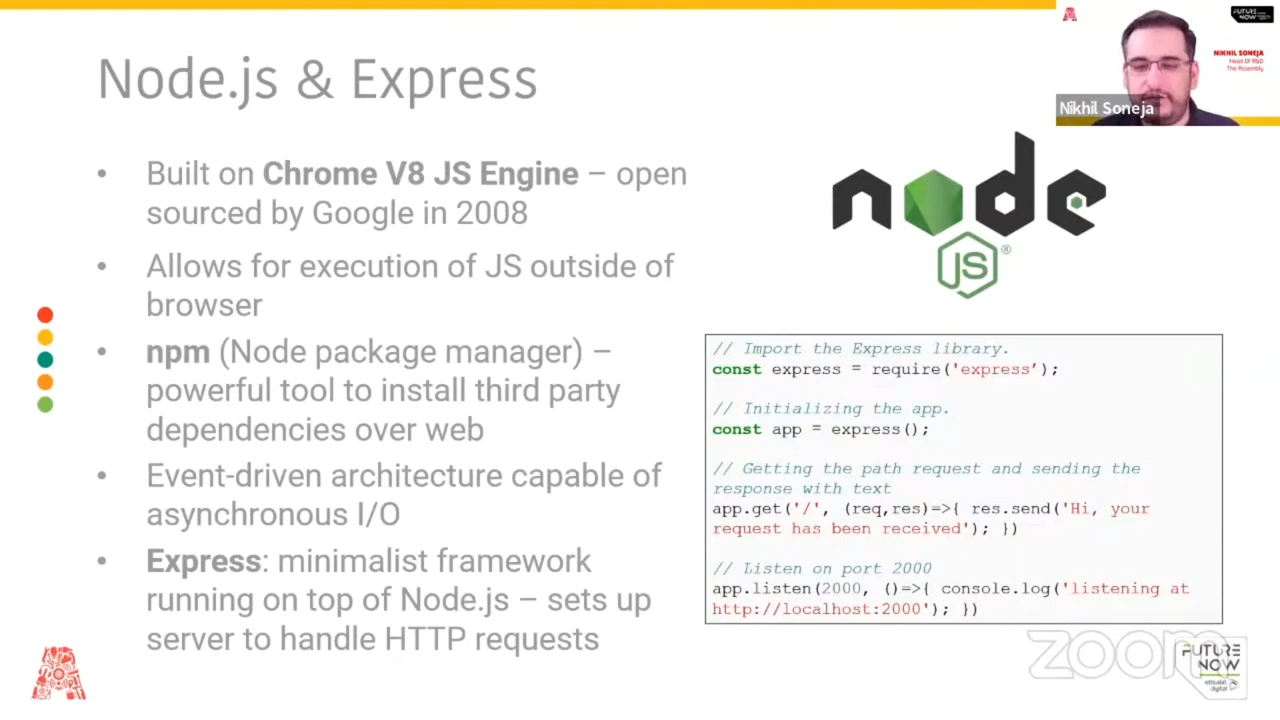 Node.js & Express
FUTURE
NOW
NIKHIL SONEJA
Head Of R&D
The Assembly
Nikhil Soneja
• Built on Chrome V8 JS Engine – open
sourced by Google in 2008
• Allows for execution of JS outside of
browser
• npm (Node package manager) –
powerful tool to install third party
dependencies over web
• Event-driven architecture capable of
asynchronous I/O
• Express: minimalist framework
running on top of Node.js – sets up
server to handle HTTP requests
node
JS®
// Import the Express library.
const express = require('express’);
// Initializing the app.
const app = express();
// Getting the path request and sending the
response with text
app.get('/', (req,res)=>{ res.send('Hi, your
request has been received'); })
// Listen on port 2000
app.listen(2000, ()=>{ console.log('listening at
http://localhost:2000'); })
zoom
FUTURE
NOW
etisalat
digital